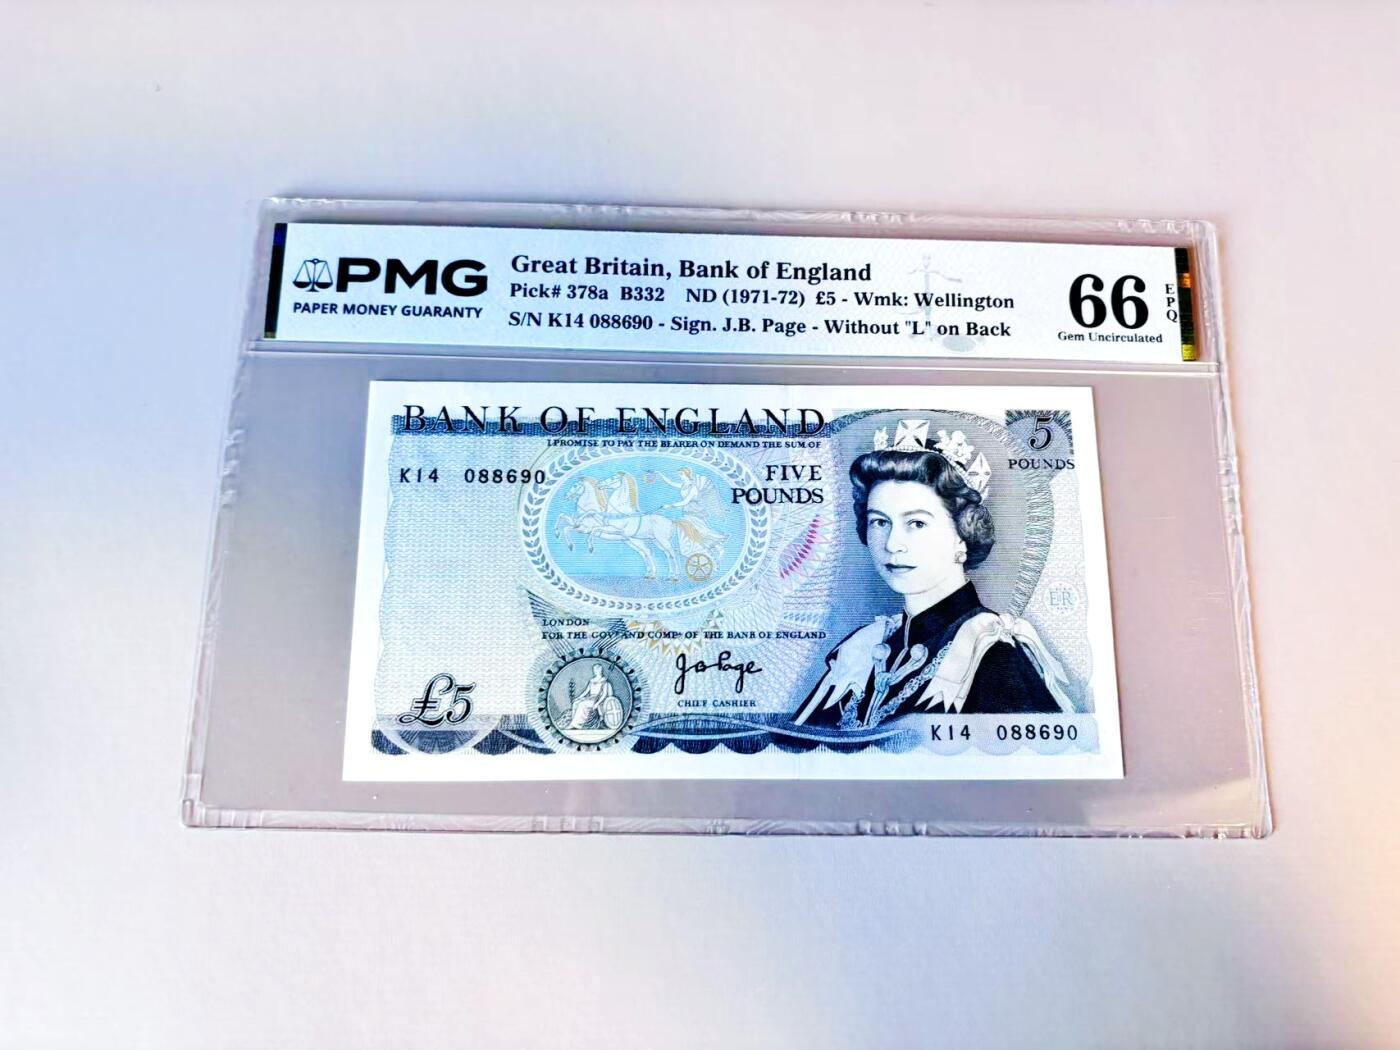 PMG
PAPER MONEY GUARANTY
Great Britain, Bank of England
Pick# 378a B332 ND (1971-72) £5 - Wmk: Wellington
S/N K14 088690 - Sign. J.B. Page - Without "L" on Back
66
Gem Uncirculated
EPQ
BANK OF ENGLAND
I PROMISE TO PAY THE BEARER ON DEMAND THE SUM OF
5
POUNDS
K14 088690
FIVE
POUNDS
ER
LONDON
FOR THE GOVR AND COMPA OF THE BANK OF ENGLAND
J B Page
CHIEF CASHIER
£5
K14 088690